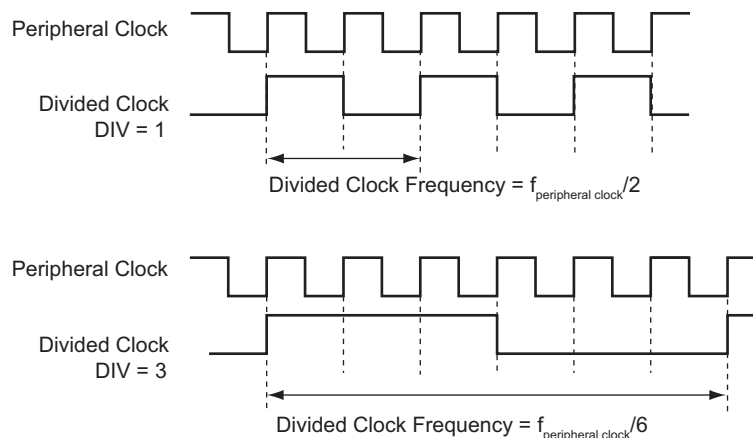 Peripheral Clock
Divided Clock
DIV = 1
Divided Clock Frequency = fperipheral clock/2
Peripheral Clock
Divided Clock
DIV = 3
Divided Clock Frequency = fperipheral clock/6